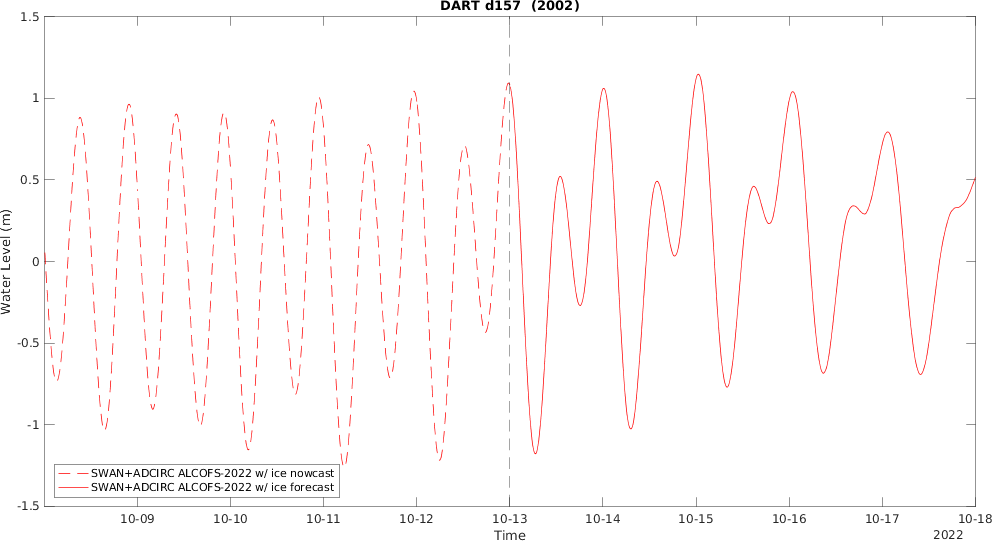 DART d157 (2002)
1.5
1
0.5
0
-0.5
-1
-1.5
Water Level (m)
SWAN+ADCIRC ALCOFS-2022 w/ ice nowcast
SWAN+ADCIRC ALCOFS-2022 w/ ice forecast
10-09 10-10 10-11 10-12 10-13 10-14 10-15 10-16 10-17 10-18
Time
2022